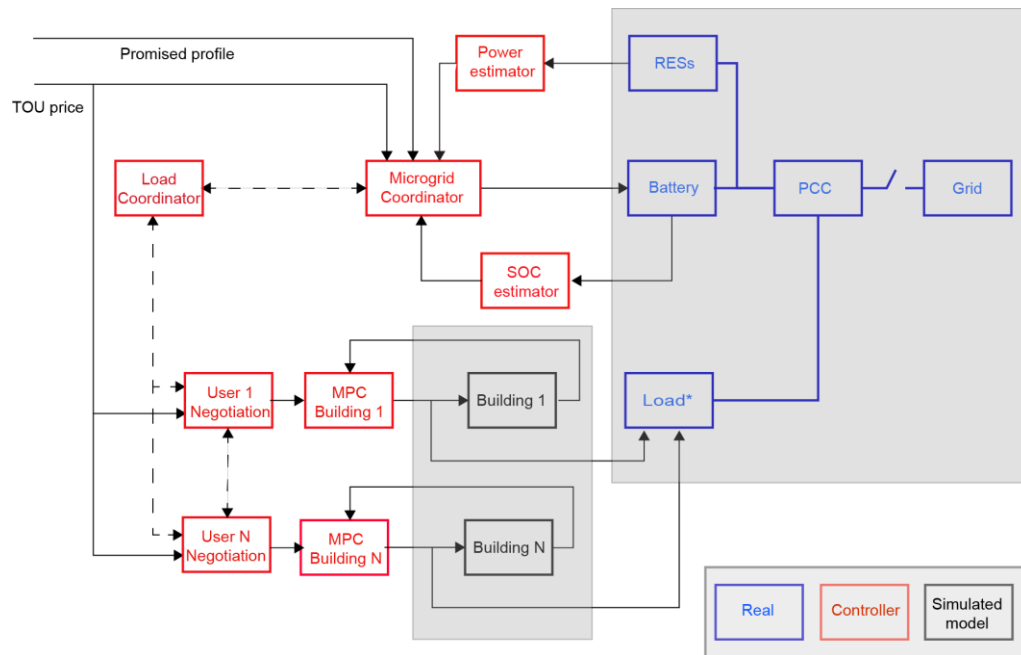 Promised profile
TOU price
Power
estimator
RESs
Load
Coordinator
Microgrid
Coordinator
Battery
PCC
Grid
SOC
estimator
User 1
Negotiation
MPC
Building 1
Building 1
Load*
User N
Negotiation
MPC
Building N
Building N
Real
Controller
Simulated
model